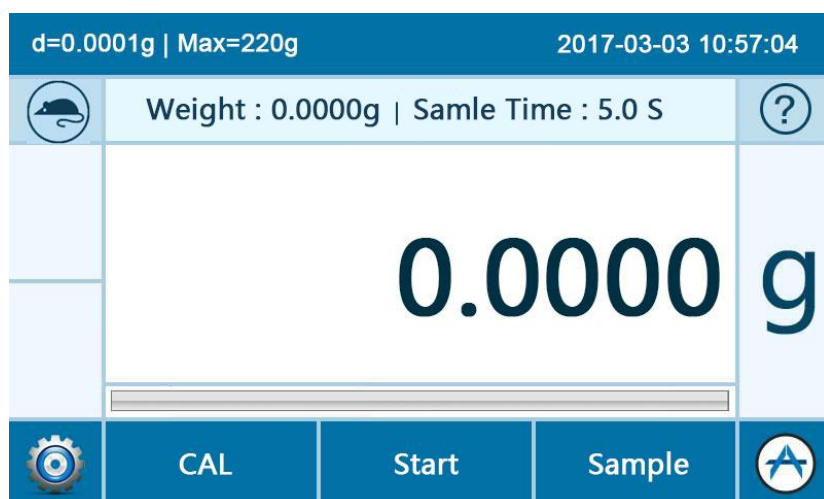 d=0.0001g | Max=220g 2017-03-03 10:57:04
Weight : 0.0000g | Samle Time : 5.0 S ?
0.0000 g
CAL Start Sample